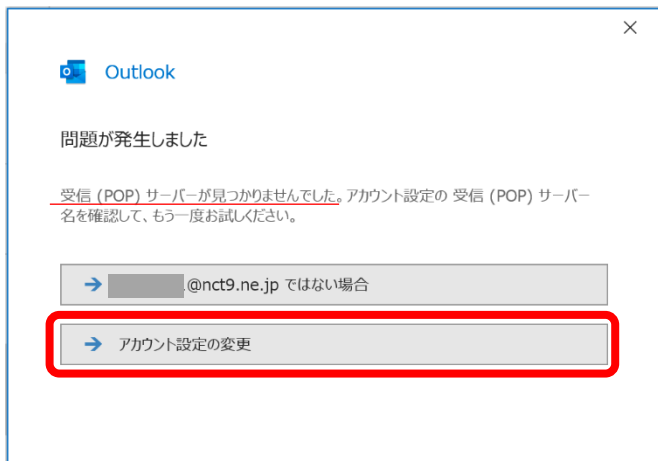 Outlook
問題が発生しました
受信 (POP) サーバーが見つかりませんでした。アカウント設定の 受信 (POP) サーバー
名を確認して、もう一度お試しください。
@nct9.ne.jp ではない場合
アカウント設定の変更